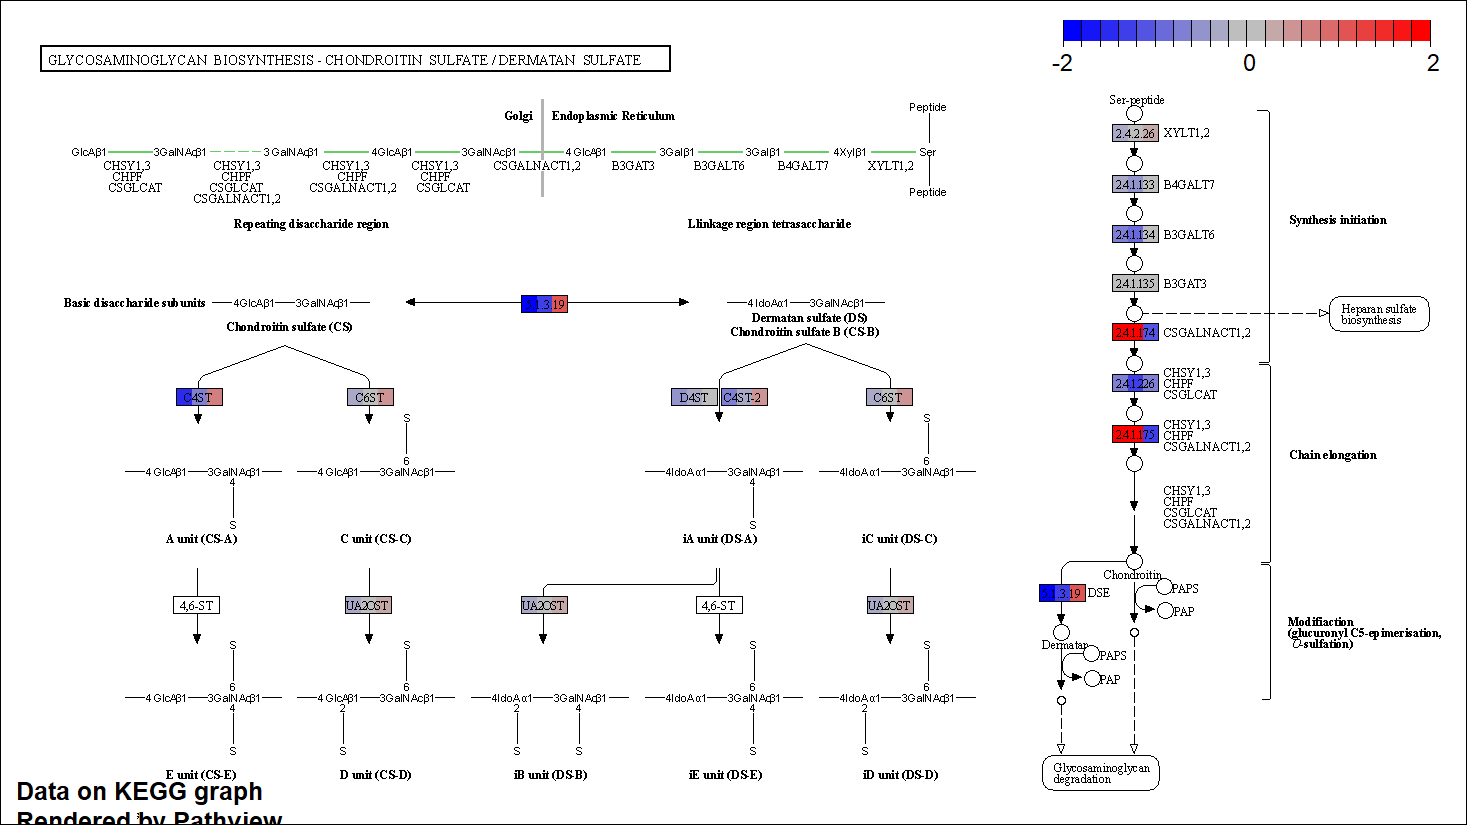 -2 0 2
GLYCOSAMINOGLYCAN BIOSYNTHESIS - CHONDROITIN SULFATE / DERMATAN SULFATE
Golgi Endoplasmic Reticulum
Peptide
GlcAβ1 3GalNAcβ1 3GalNAcβ1 4GlcAβ1 3GalNAcβ1 4 GlcAβ1 3Galβ1 3Galβ1 4Xylβ1 Ser
CHSY1,3 CHSY1,3 CHSY1,3 CHSY1,3 CSGALNACT1,2 B3GAT3 B3GALT6 B4GALT7 XYLT1,2
CHPF CHPF CHPF CHPF
CSGLCAT CSGLCAT CSGALNACT1,2 CSGLCAT
CSGALNACT1,2
Peptide
Repeating disaccharide region Llinkage region tetrasaccharide
Basic disaccharide subunits 4GlcAβ1 3GalNAcβ1 5.1.3.19 4IdoAα1 3GalNAcβ1
Chondroitin sulfate (CS) Dermatan sulfate (DS)
Chondroitin sulfate B (CS-B)
C4ST C6ST D4ST C4ST-2 C6ST
S S
6 6
4 GlcAβ1 3GalNAcβ1 4 GlcAβ1 3GalNAcβ1 4IdoAα1 3GalNAcβ1 4IdoAα1 3GalNAcβ1
4 4
S S
A unit (CS-A) C unit (CS-C) iA unit (DS-A) iC unit (DS-C)
4,6-ST UA2OST UA2OST 4,6-ST UA2OST
S S S S
6 6 6 6
4 GlcAβ1 3GalNAcβ1 4 GlcAβ1 3GalNAcβ1 4IdoAα1 3GalNAcβ1 4IdoAα1 3GalNAcβ1 4IdoAα1 3GalNAcβ1
4 2 2 4 4 2
S S S S S S
E unit (CS-E) D unit (CS-D) iB unit (DS-B) iE unit (DS-E) iD unit (DS-D)
Ser-peptide
2.4.2.26 XYLT1,2
2.4.1.133 B4GALT7
Synthesis initiation
2.4.1.134 B3GALT6
2.4.1.135 B3GAT3
Heparan sulfate
biosynthesis
2.4.1.174 CSGALNACT1,2
CHSY1,3
2.4.1.226 CHPF
CSGLCAT
CHSY1,3
2.4.1.175 CHPF
CSGALNACT1,2
Chain elongation
CHSY1,3
CHPF
CSGLCAT
CSGALNACT1,2
Chondroitin
.1.3.19 DSE PAPS
PAP
Modifiaction
(glucuronyl C5-epimerisation,
O-sulfation)
Dermatan
PAPS
PAP
Glycosaminoglycan
degradation
Data on KEGG graph
Rendered by Pathview